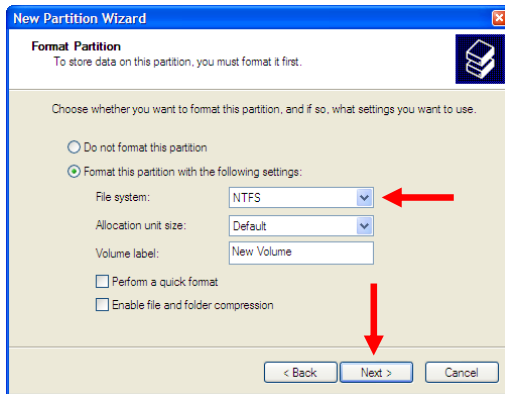 New Partition Wizard
Format Partition
To store data on this partition, you must format it first.
Choose whether you want to format this partition, and if so, what settings you want to use.
Do not format this partition
Format this partition with the following settings:
File system: NTFS
Allocation unit size: Default
Volume label: New Volume
Perform a quick format
Enable file and folder compression
< Back Next > Cancel